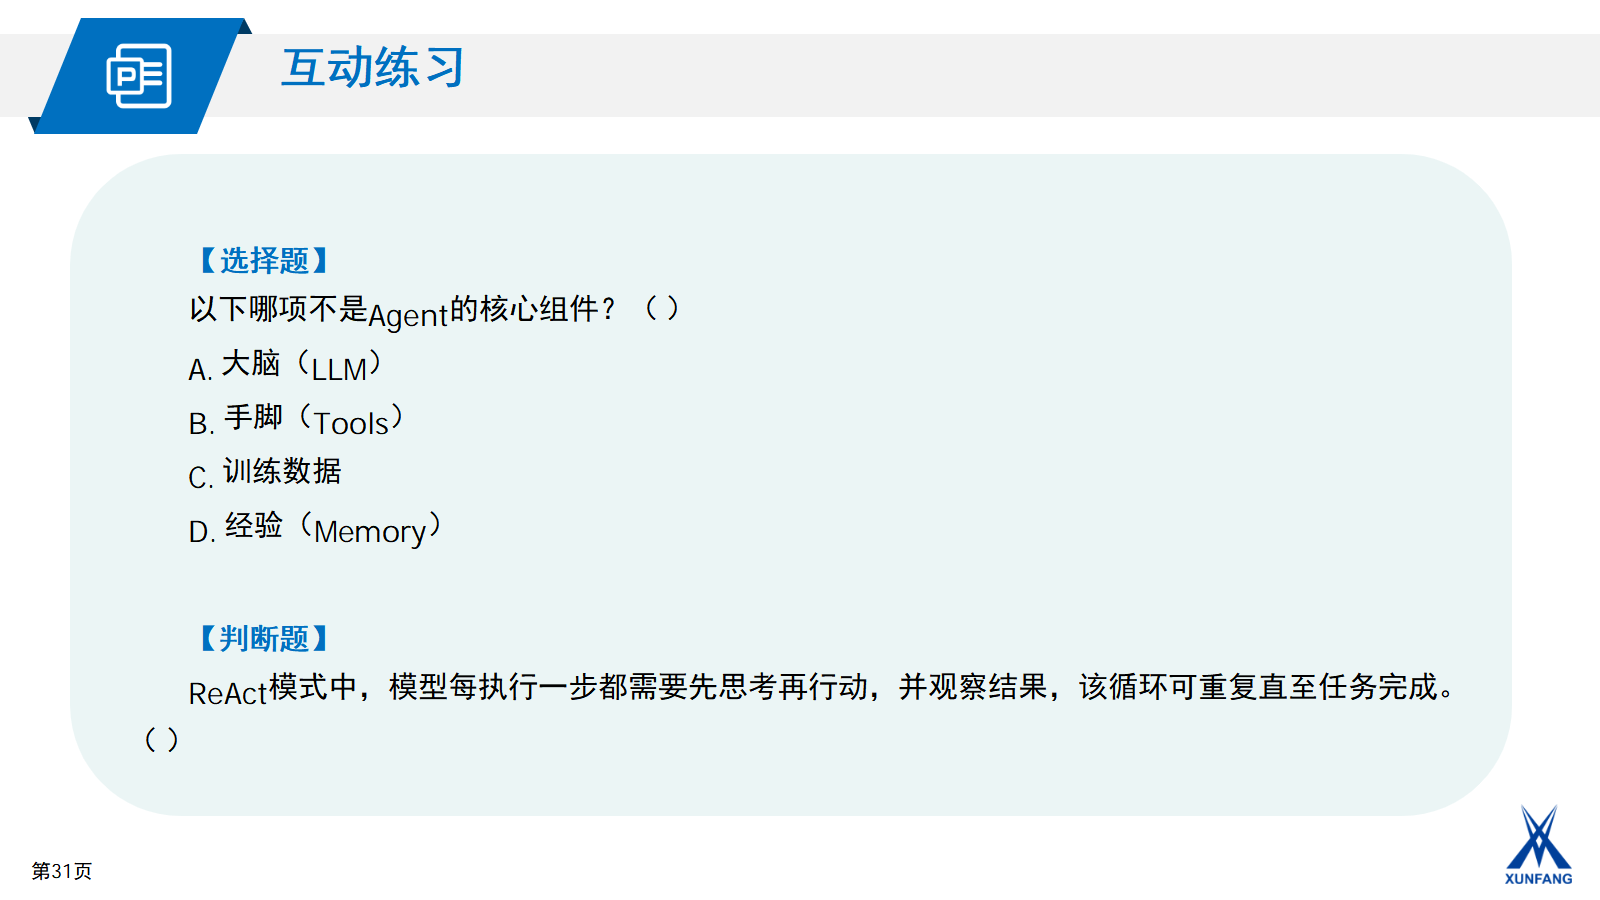 互动练习
【选择题】
以下哪项不是Agent的核心组件？（ ）
A. 大脑（LLM）
B. 手脚（Tools）
C. 训练数据
D. 经验（Memory）
【判断题】
ReAct模式中，模型每执行一步都需要先思考再行动，并观察结果，该循环可重复直至任务完成。
（ ）
第31页
XUNFANG